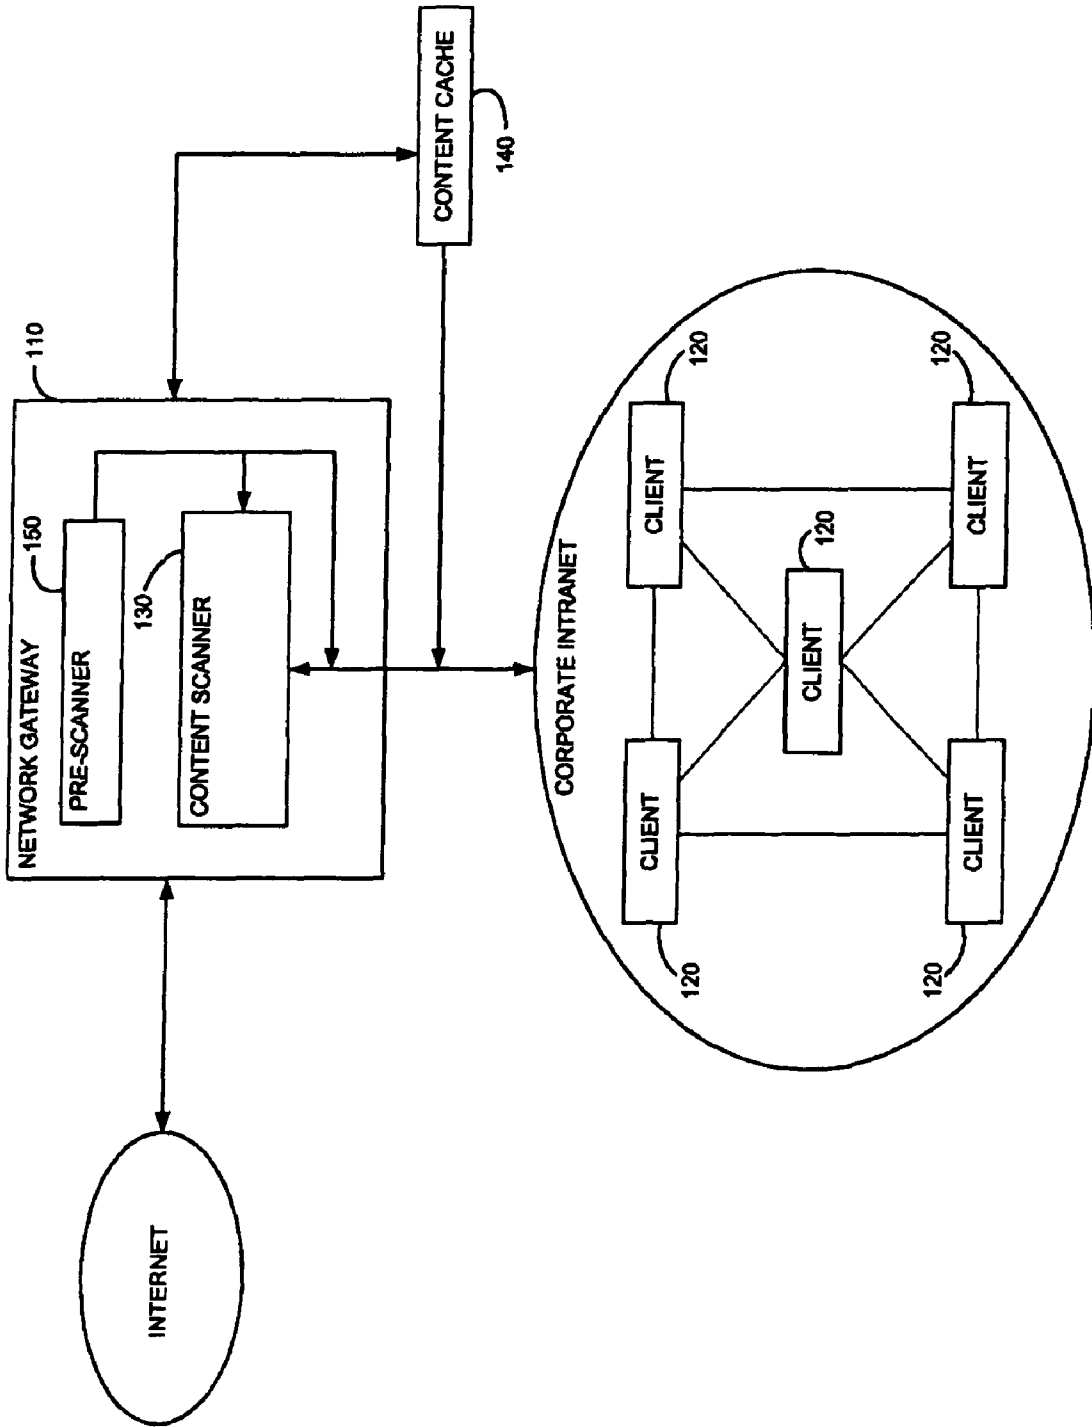 INTERNET
NETWORK GATEWAY
110
PRE-SCANNER
150
CONTENT SCANNER
130
CONTENT CACHE
140
CORPORATE INTRANET
CLIENT
120
CLIENT
120
CLIENT
120
CLIENT
120
CLIENT
120